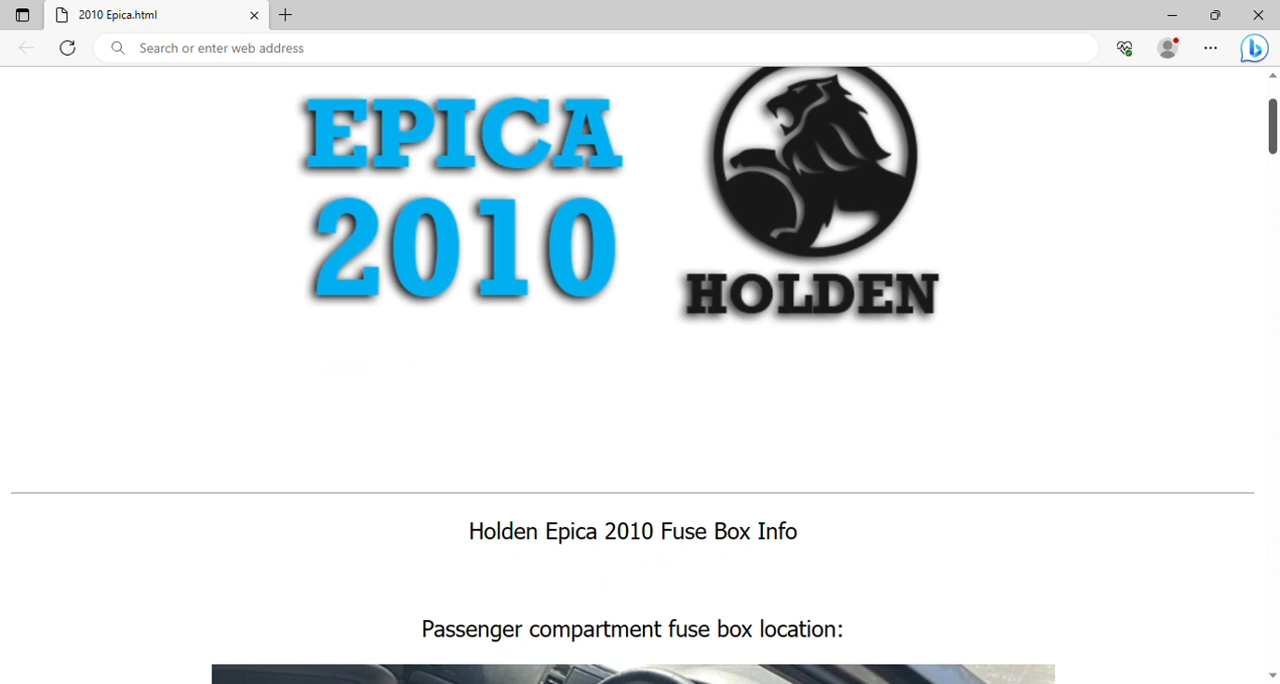 2010 Epica.html
Search or enter web address
EPICA
2010
HOLDEN
Holden Epica 2010 Fuse Box Info
Passenger compartment fuse box location: